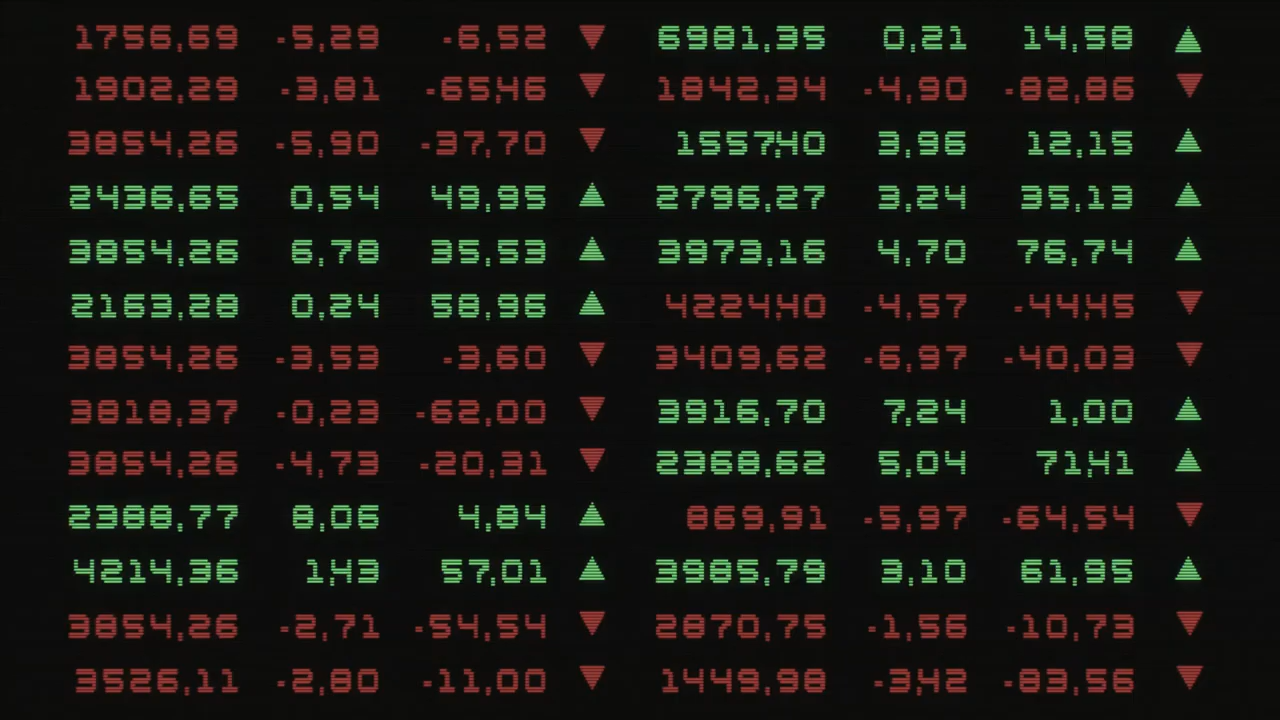 1756,69 -5,29 -6,52 ▼ 6981,35 0,21 14,58 ▲
1902,29 -3,81 -65,46 ▼ 1842,34 -4,90 -82,86 ▼
3854,26 -5,90 -37,70 ▼ 1557,40 3,96 12,15 ▲
2436,65 0,54 49,95 ▲ 2796,27 3,24 35,13 ▲
3854,26 6,78 35,53 ▲ 3973,16 4,70 76,74 ▲
2163,28 0,24 58,96 ▲ 4224,40 -4,57 -44,45 ▼
3854,26 -3,53 -3,60 ▼ 3409,62 -6,97 -40,03 ▼
3818,37 -0,23 -62,00 ▼ 3916,70 7,24 1,00 ▲
3854,26 -4,73 -20,31 ▼ 2368,62 5,04 71,41 ▲
2388,77 8,06 4,84 ▲ 869,91 -5,97 -64,54 ▼
4214,36 1,43 57,01 ▲ 3985,79 3,10 61,95 ▲
3854,26 -2,71 -54,54 ▼ 2870,75 -1,56 -10,73 ▼
3526,11 -2,80 -11,00 ▼ 1449,98 -3,42 -83,56 ▼